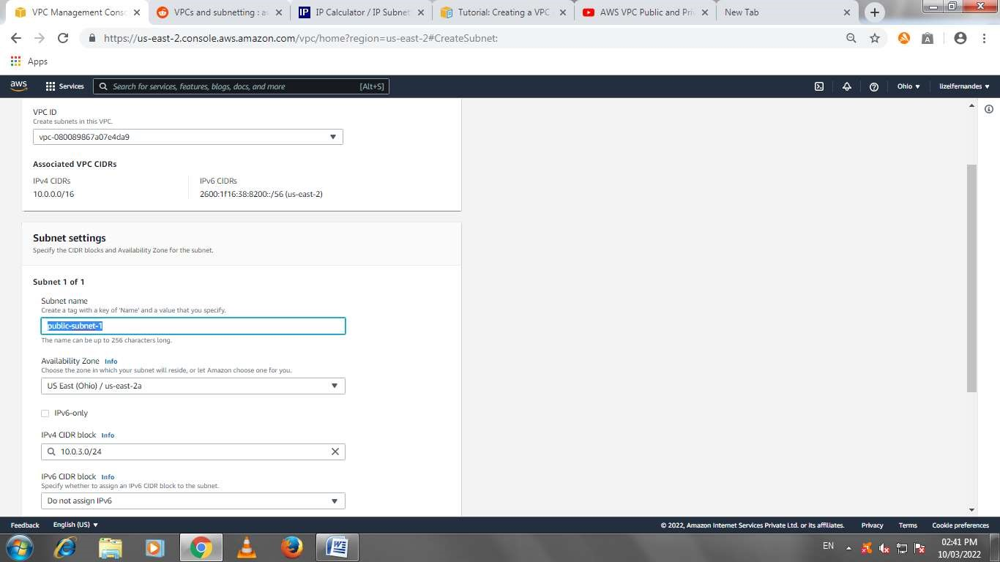 VPC Management Consc
VPCs and subnetting : a
IP Calculator / IP Subne
Tutorial: Creating a VPC
AWS VPC Public and Pri
New Tab
https://us-east-2.console.aws.amazon.com/vpc/home?region=us-east-2#CreateSubnet:
Apps
aws
Services
Search for services, features, blogs, docs, and more
[Alt+S]
Ohio
lizelfernandes
VPC ID
Create subnets in this VPC.
vpc-080089867a07e4da9
Associated VPC CIDRs
IPv4 CIDRs
IPv6 CIDRs
10.0.0.0/16
2600:1f16:38:8200::/56 (us-east-2)
Subnet settings
Specify the CIDR blocks and Availability Zone for the subnet.
Subnet 1 of 1
Subnet name
Create a tag with a key of 'Name' and a value that you specify.
public-subnet-1
The name can be up to 256 characters long.
Availability Zone Info
Choose the zone in which your subnet will reside, or let Amazon choose one for you.
US East (Ohio) / us-east-2a
IPv6-only
IPv4 CIDR block Info
10.0.3.0/24
IPv6 CIDR block Info
Specify whether to assign an IPv6 CIDR block to the subnet.
Do not assign IPv6
Feedback
English (US)
© 2022, Amazon Internet Services Private Ltd. or its affiliates.
Privacy
Terms
Cookie preferences
EN
02:41 PM
10/03/2022